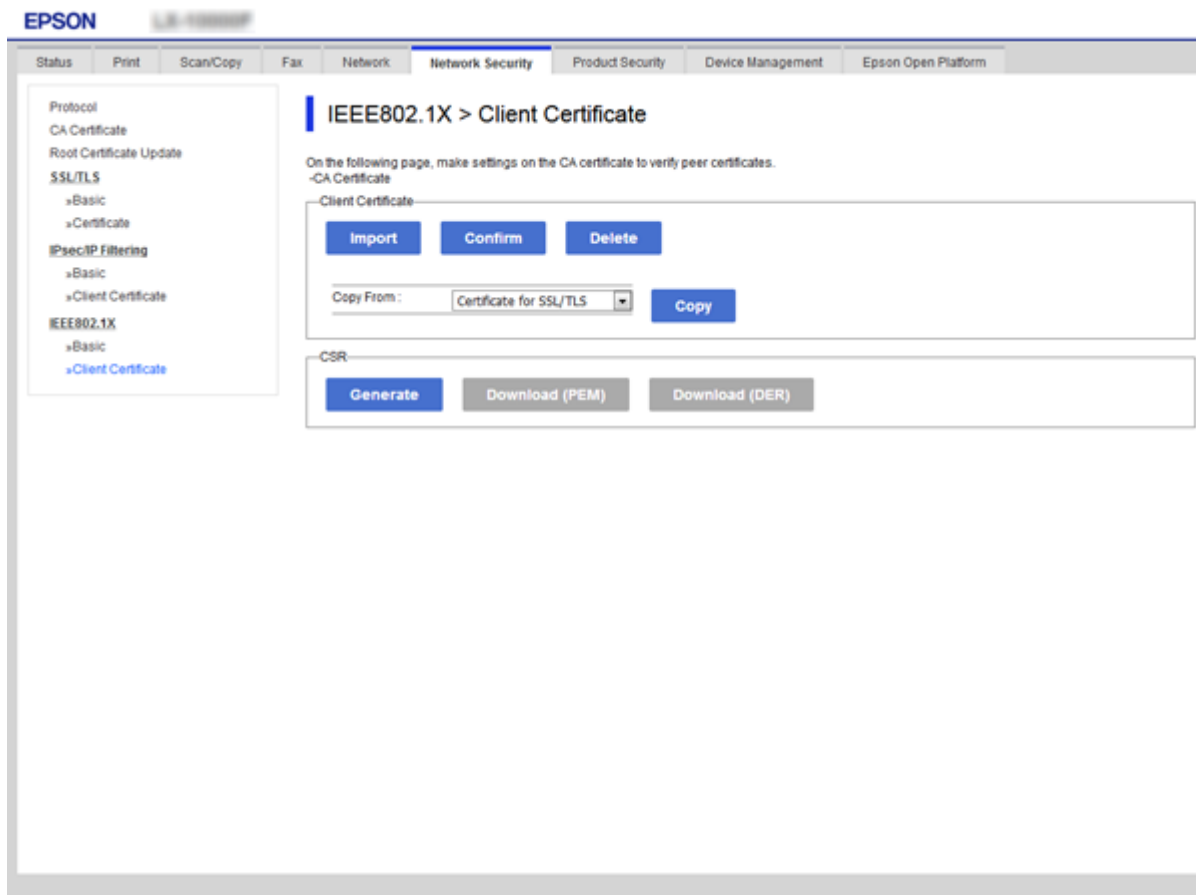 EPSON
Status Print Scan/Copy Fax Network Network Security Product Security Device Management Epson Open Platform
Protocol
CA Certificate
Root Certificate Update
SSL/TLS
»Basic
»Certificate
IPsec/IP Filtering
»Basic
»Client Certificate
IEEE802.1X
»Basic
»Client Certificate
IEEE802.1X > Client Certificate
On the following page, make settings on the CA certificate to verify peer certificates.
-CA Certificate
Client Certificate
Import Confirm Delete
Copy From : Certificate for SSL/TLS Copy
CSR
Generate Download (PEM) Download (DER)